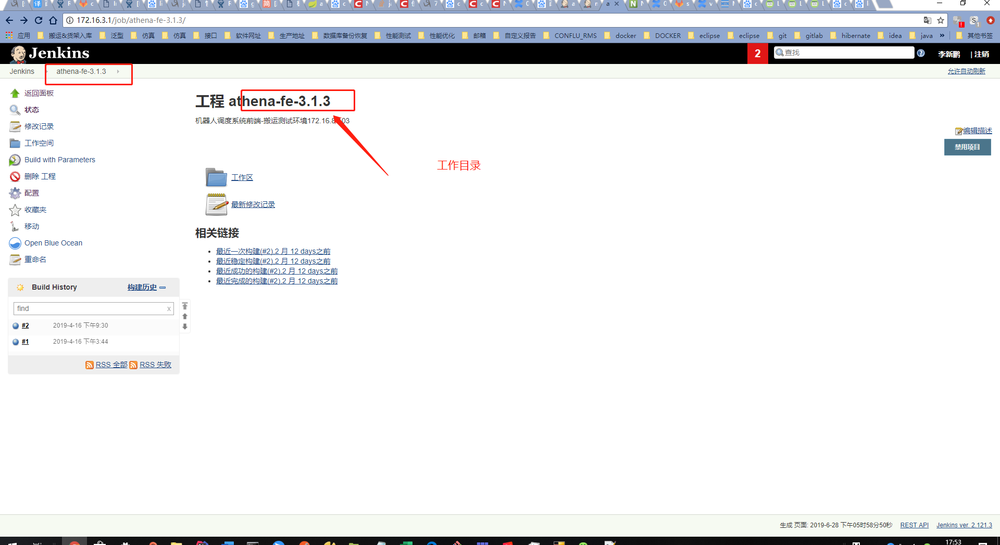 172.16.3.1/job/athena-fe-3.1.3/
应用 搬运&货架入库 泛型 仿真 仿真 接口 软件网址 生产地址 数据库备份恢复 性能测试 性能优化 邮箱 自定义报告 CONFLU_RMS docker DOCKER eclipse eclipse git gitlab hibernate idea java » 其他书签
Jenkins 2 查找 李新鹏 | 注销
Jenkins athena-fe-3.1.3 允许自动刷新
返回面板
状态
修改记录
工作空间
Build with Parameters
删除 工程
配置
收藏夹
移动
Open Blue Ocean
重命名
Build History 构建历史
find x
#2 2019-4-16 下午9:30
#1 2019-4-16 下午3:44
RSS 全部 RSS 失败
工程 athena-fe-3.1.3
机器人调度系统前端-搬运测试环境172.16.8 03
编辑描述
禁用项目
工作目录
工作区
最新修改记录
相关链接
最近一次构建(#2),2 月 12 days之前
最近稳定构建(#2),2 月 12 days之前
最近成功的构建(#2),2 月 12 days之前
最近完成的构建(#2),2 月 12 days之前
生成 页面: 2019-6-28 下午05时58分50秒 REST API Jenkins ver. 2.121.3
17:53